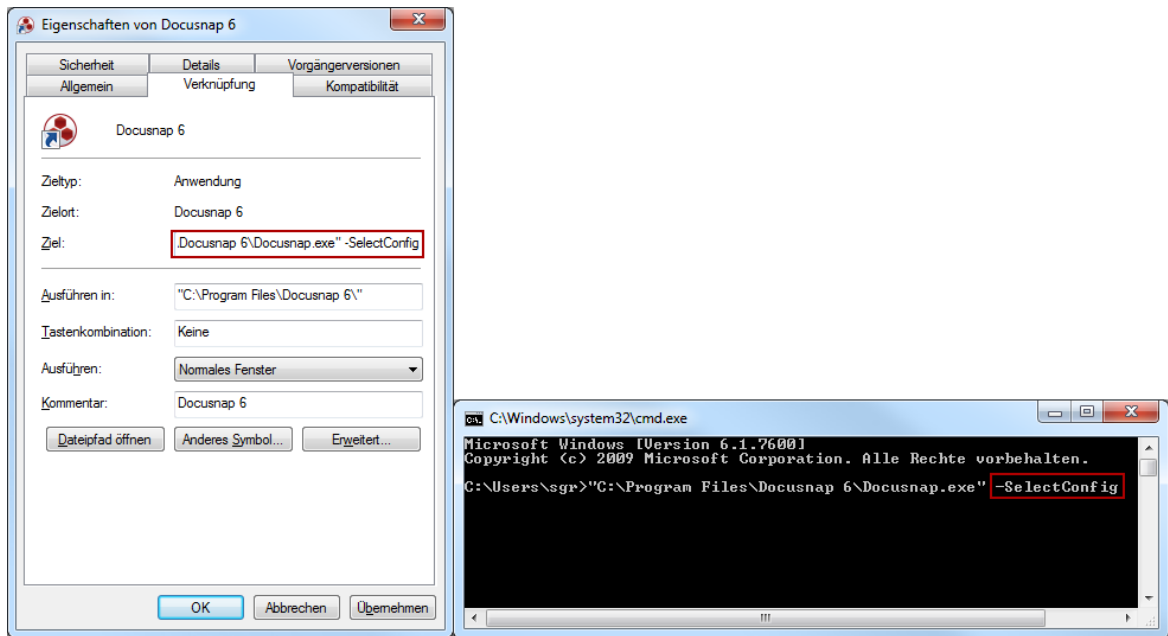 Eigenschaften von Docusnap 6
Sicherheit Details Vorgängerversionen
Allgemein Verknüpfung Kompatibilität
Docusnap 6
Zieltyp: Anwendung
Zielort: Docusnap 6
Ziel: .Docusnap 6\Docusnap.exe" -SelectConfig
Ausführen in: "C:\Program Files\Docusnap 6\"
Tastenkombination: Keine
Ausführen: Normales Fenster
Kommentar: Docusnap 6
Dateipfad öffnen Anderes Symbol... Erweitert...
OK Abbrechen Übernehmen
C:\Windows\system32\cmd.exe
Microsoft Windows [Version 6.1.7600]
Copyright (c) 2009 Microsoft Corporation. Alle Rechte vorbehalten.
C:\Users\sgr>"C:\Program Files\Docusnap 6\Docusnap.exe" -SelectConfig